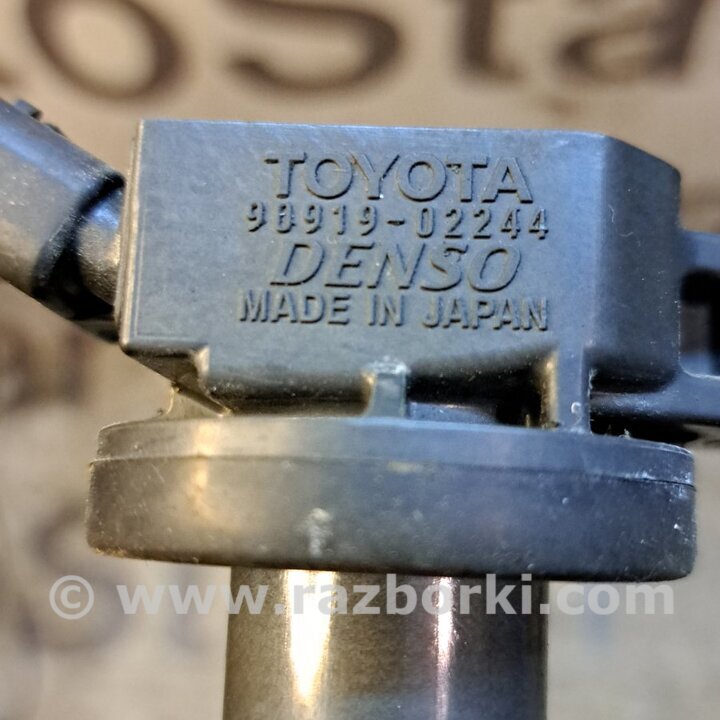 TOYOTA
90919-02244
DENSO
MADE IN JAPAN
© www.razborki.com